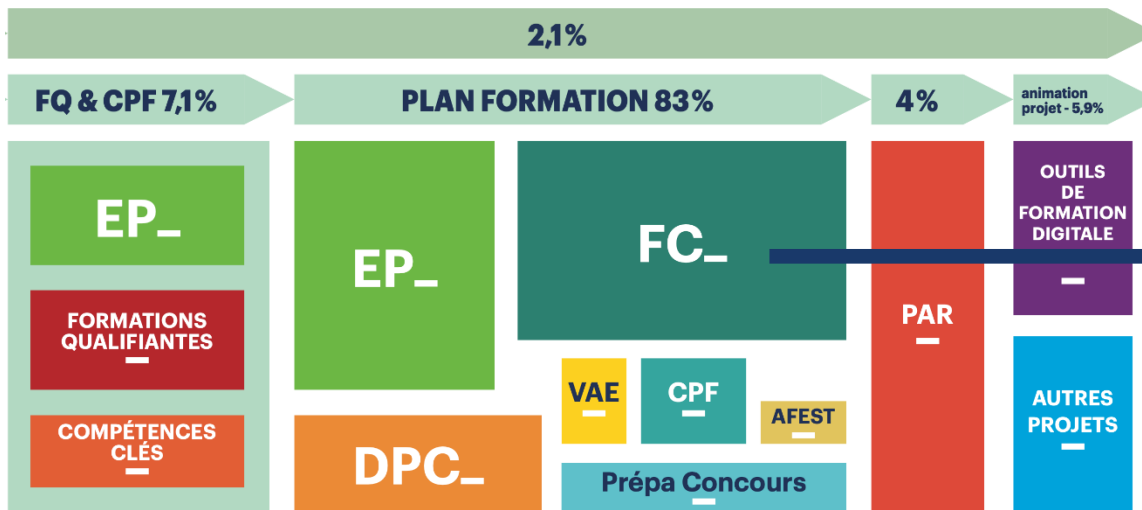 2,1%
FQ & CPF 7,1%
PLAN FORMATION 83%
4%
animation
projet - 5,9%
EP_
FORMATIONS
QUALIFIANTES
COMPÉTENCES
CLÉS
EP_
DPC_
FC_
VAE
CPF
AFEST
Prépa Concours
PAR
OUTILS
DE
FORMATION
DIGITALE
AUTRES
PROJETS